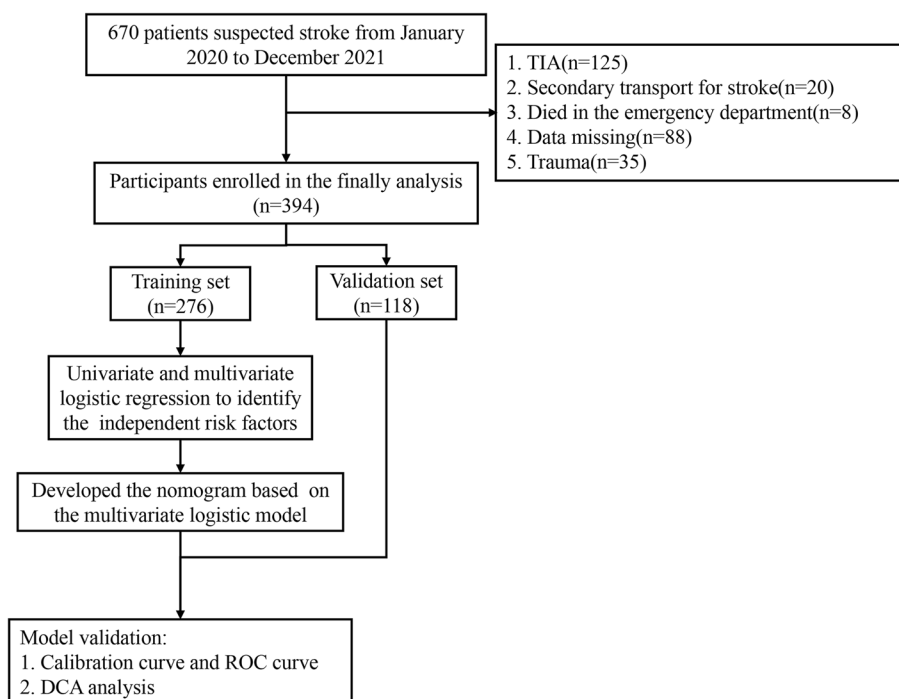 670 patients suspected stroke from January
2020 to December 2021
1. TIA(n=125)
2. Secondary transport for stroke(n=20)
3. Died in the emergency department(n=8)
4. Data missing(n=88)
5. Trauma(n=35)
Participants enrolled in the finally analysis
(n=394)
Training set
(n=276)
Validation set
(n=118)
Univariate and multivariate
logistic regression to identify
the independent risk factors
Developed the nomogram based on
the multivariate logistic model
Model validation:
1. Calibration curve and ROC curve
2. DCA analysis